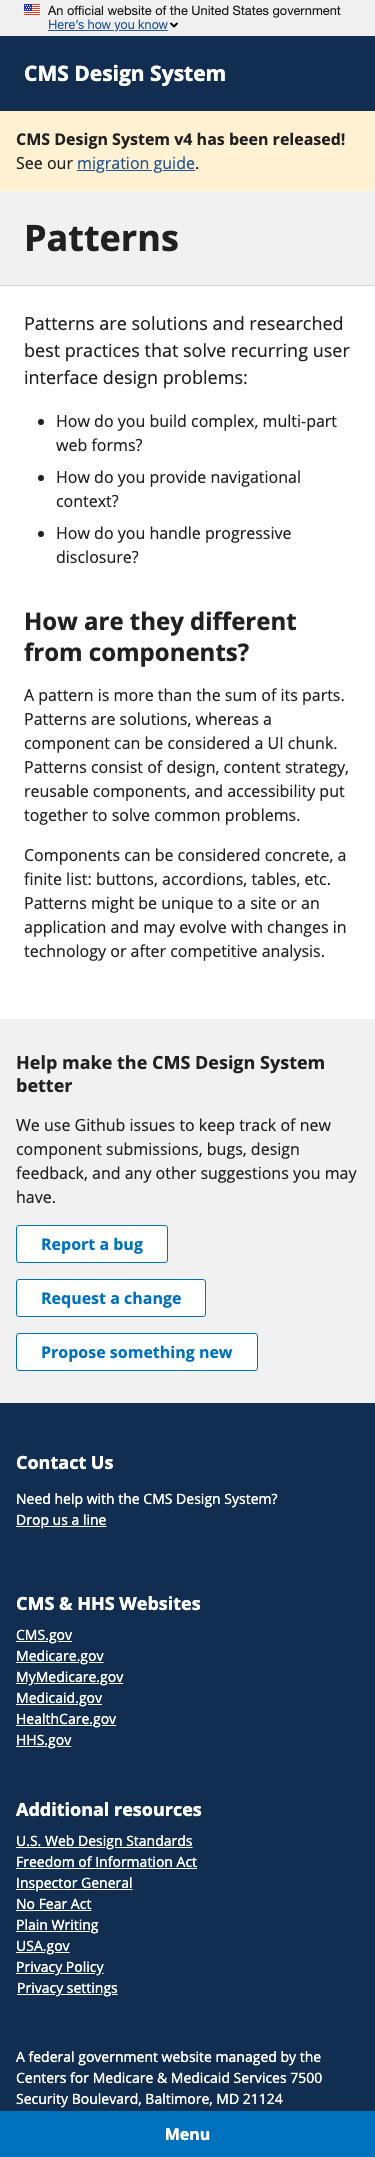 An official website of the United States government
Here's how you know
CMS Design System
CMS Design System v4 has been released!
See our migration guide.
Patterns
Patterns are solutions and researched
best practices that solve recurring user
interface design problems:
How do you build complex, multi-part
web forms?
How do you provide navigational
context?
How do you handle progressive
disclosure?
How are they different
from components?
A pattern is more than the sum of its parts.
Patterns are solutions, whereas a
component can be considered a UI chunk.
Patterns consist of design, content strategy,
reusable components, and accessibility put
together to solve common problems.
Components can be considered concrete, a
finite list: buttons, accordions, tables, etc.
Patterns might be unique to a site or an
application and may evolve with changes in
technology or after competitive analysis.
Help make the CMS Design System
better
We use Github issues to keep track of new
component submissions, bugs, design
feedback, and any other suggestions you may
have.
Report a bug
Request a change
Propose something new
Contact Us
Need help with the CMS Design System?
Drop us a line
CMS & HHS Websites
CMS.gov
Medicare.gov
MyMedicare.gov
Medicaid.gov
HealthCare.gov
HHS.gov
Additional resources
U.S. Web Design Standards
Freedom of Information Act
Inspector General
No Fear Act
Plain Writing
USA.gov
Privacy Policy
Privacy settings
A federal government website managed by the
Centers for Medicare & Medicaid Services 7500
Security Boulevard, Baltimore, MD 21124
Menu